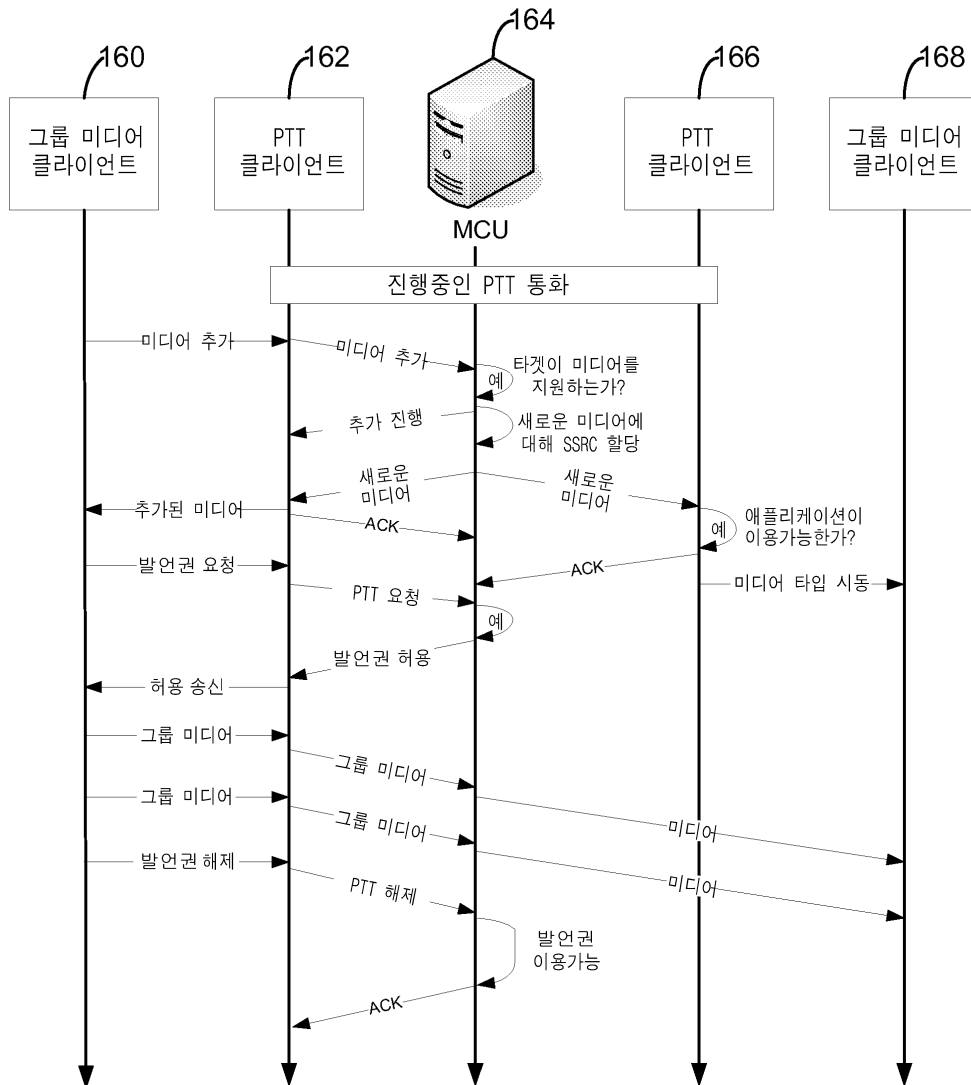 160
162
164
166
168
그룹 미디어
클라이언트
PTT
클라이언트
MCU
PTT
클라이언트
그룹 미디어
클라이언트
진행중인 PTT 통화
미디어 추가
미디어 추가
예
타겟이 미디어를
지원하는가?
추가 진행
새로운 미디어에
대해 SSRC 할당
새로운
미디어
새로운
미디어
추가된 미디어
ACK
예
애플리케이션이
이용가능한가?
발언권 요청
ACK
미디어 타입 시동
PTT 요청
예
발언권 허용
허용 송신
그룹 미디어
그룹 미디어
그룹 미디어
그룹 미디어
미디어
발언권 해제
미디어
PTT 해제
발언권
이용가능
ACK